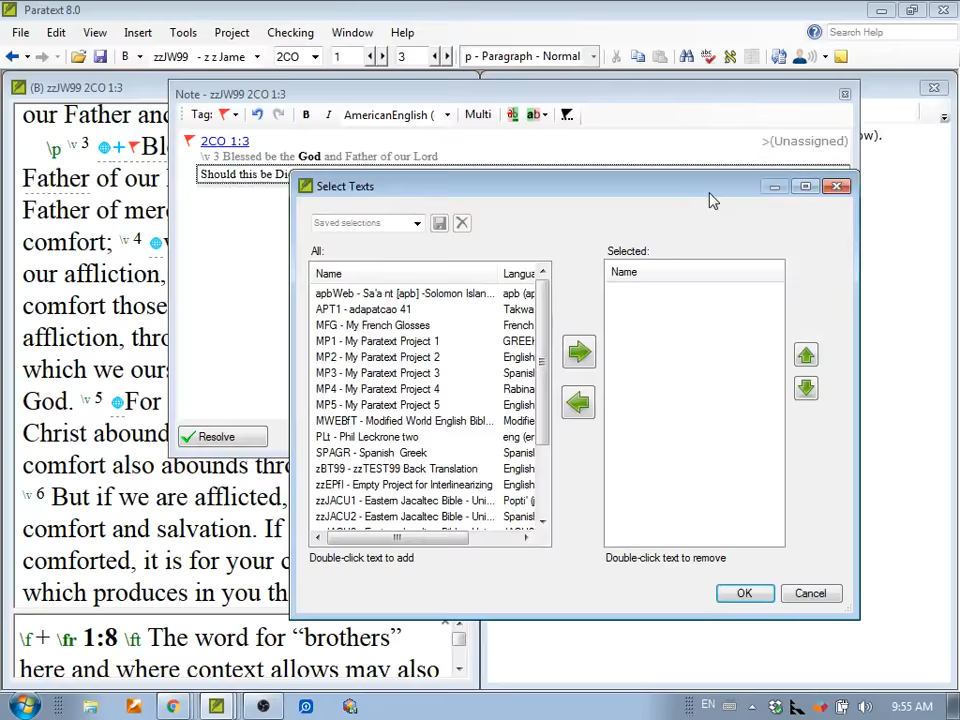 Paratext 8.0
File Edit View Insert Tools Project Checking Window Help
B zzJW99 - z z Jame 2CO 1 3 p - Paragraph - Normal Search Help
(B) zzJW99 2CO 1:3
our Father and
\p \v 3 Bl
Father of our
Father of mer
comfort; \v 4
our affliction,
comfort those
affliction, thro
which we ours
God. \v 5 For
Christ abound
comfort also abounds thr
\v 6 But if we are afflicted,
comfort and salvation. If
comforted, it is for your c
which produces in you th
\f + \fr 1:8 \ft The word for “brothers”
here and where context allows may also
Note - zzJW99 2CO 1:3
Tag: B I AmericanEnglish ( Multi ab ab
2CO 1:3 >(Unassigned)
\v 3 Blessed be the God and Father of our Lord
Should this be Di
Resolve
Select Texts
Saved selections
All:
Name Langua
apbWeb - Sa'a nt [apb] -Solomon Islan... apb (ap
APT1 - adapatcao 41 Takwa
MFG - My French Glosses French
MP1 - My Paratext Project 1 GREEK
MP2 - My Paratext Project 2 English
MP3 - My Paratext Project 3 Spanish
MP4 - My Paratext Project 4 Rabina
MP5 - My Paratext Project 5 English
MWEBfT - Modified World English Bibl... Modified
PLt - Phil Leckrone two eng (er
SPAGR - Spanish Greek Spanish
zBT99 - zzTEST99 Back Translation English
zzEPfI - Empty Project for Interlinearizing English
zzJACU1 - Eastern Jacaltec Bible - Uni... Popti' (
zzJACU2 - Eastern Jacaltec Bible - Uni... Spanish
Double-click text to add
Selected:
Name
Double-click text to remove
OK Cancel
ow).
EN 9:55 AM